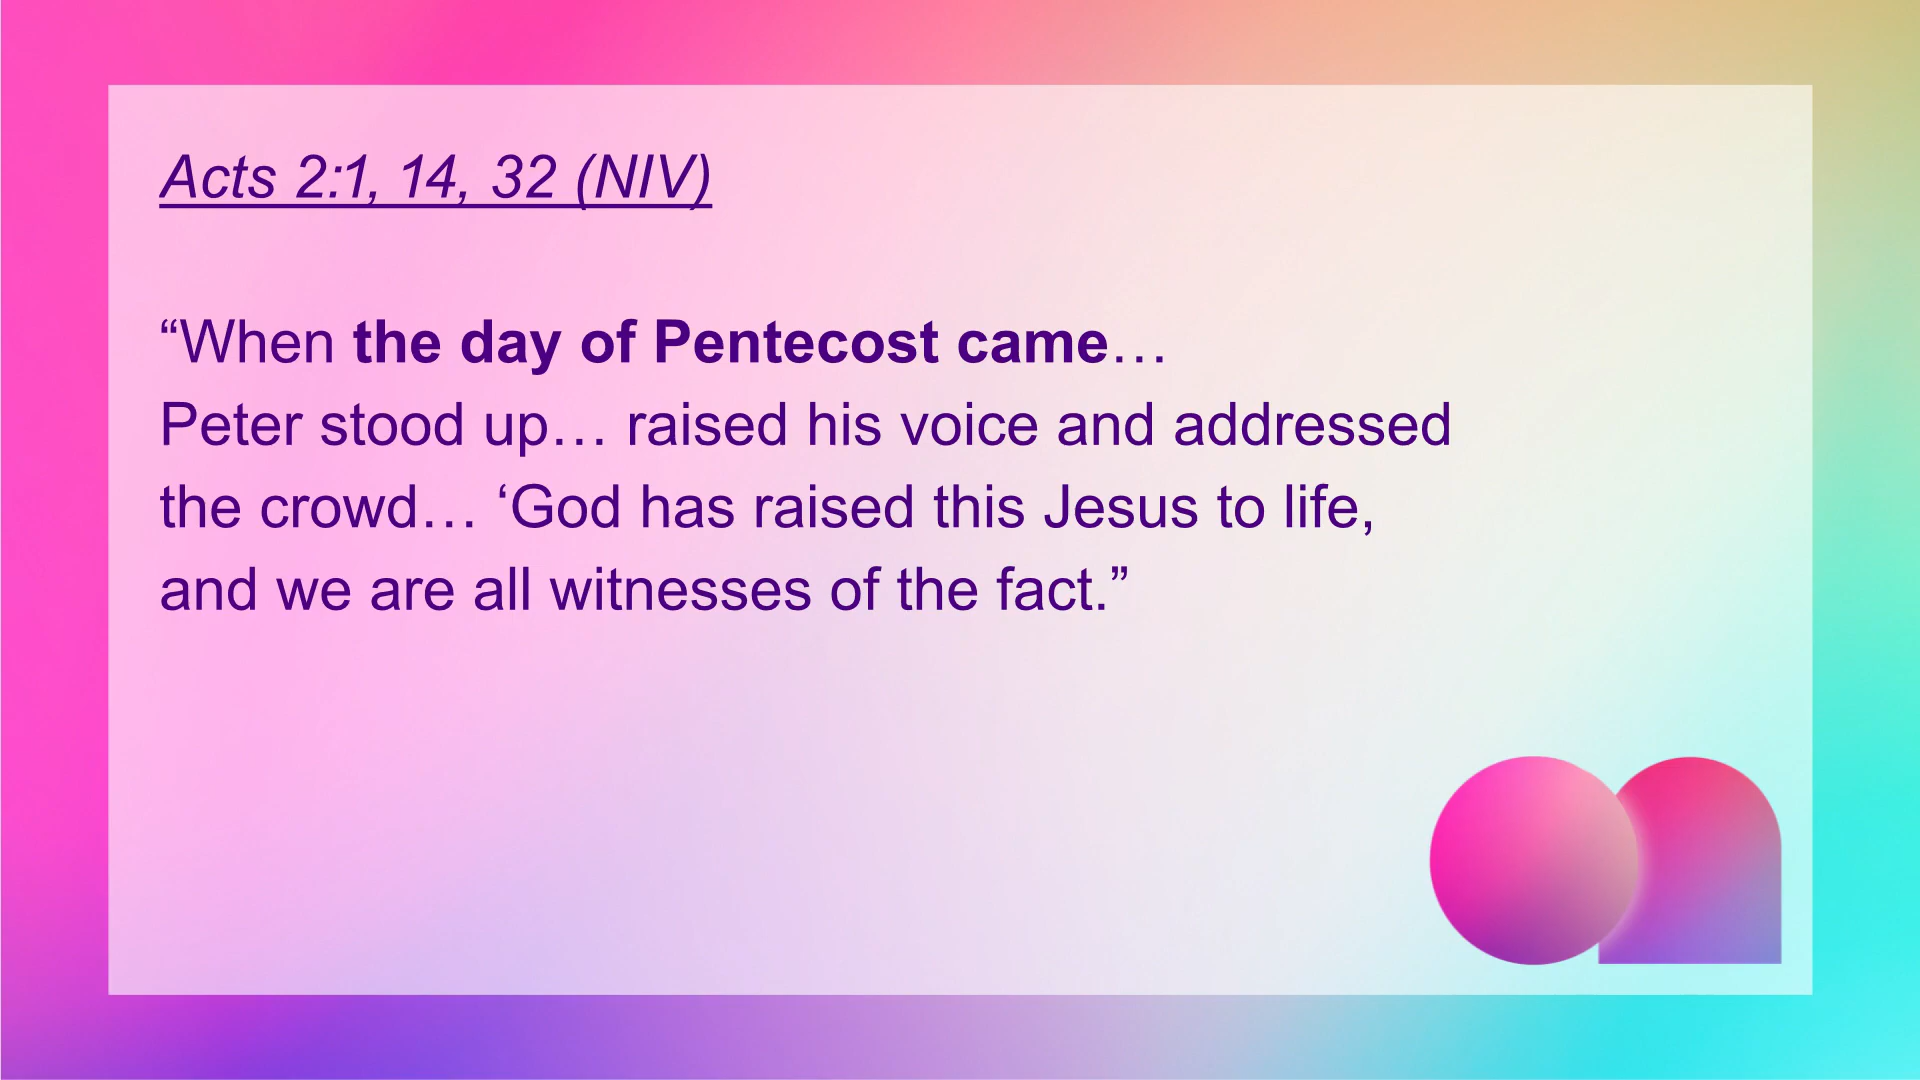 Acts 2:1, 14, 32 (NIV)
“When the day of Pentecost came…
Peter stood up… raised his voice and addressed
the crowd… ‘God has raised this Jesus to life,
and we are all witnesses of the fact.”